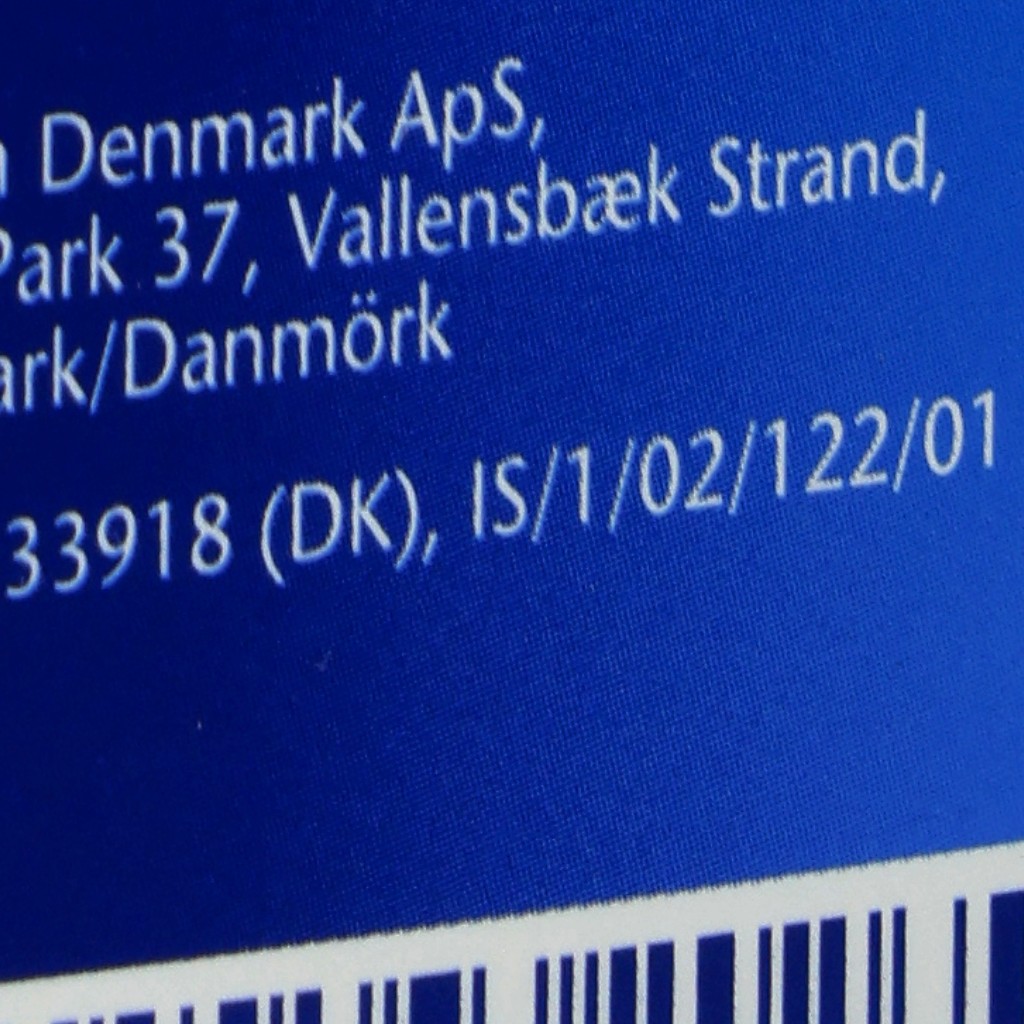 Denmark ApS,
Park 37, Vallensbæk Strand,
ark/Danmörk
33918 (DK), IS/1/02/122/01